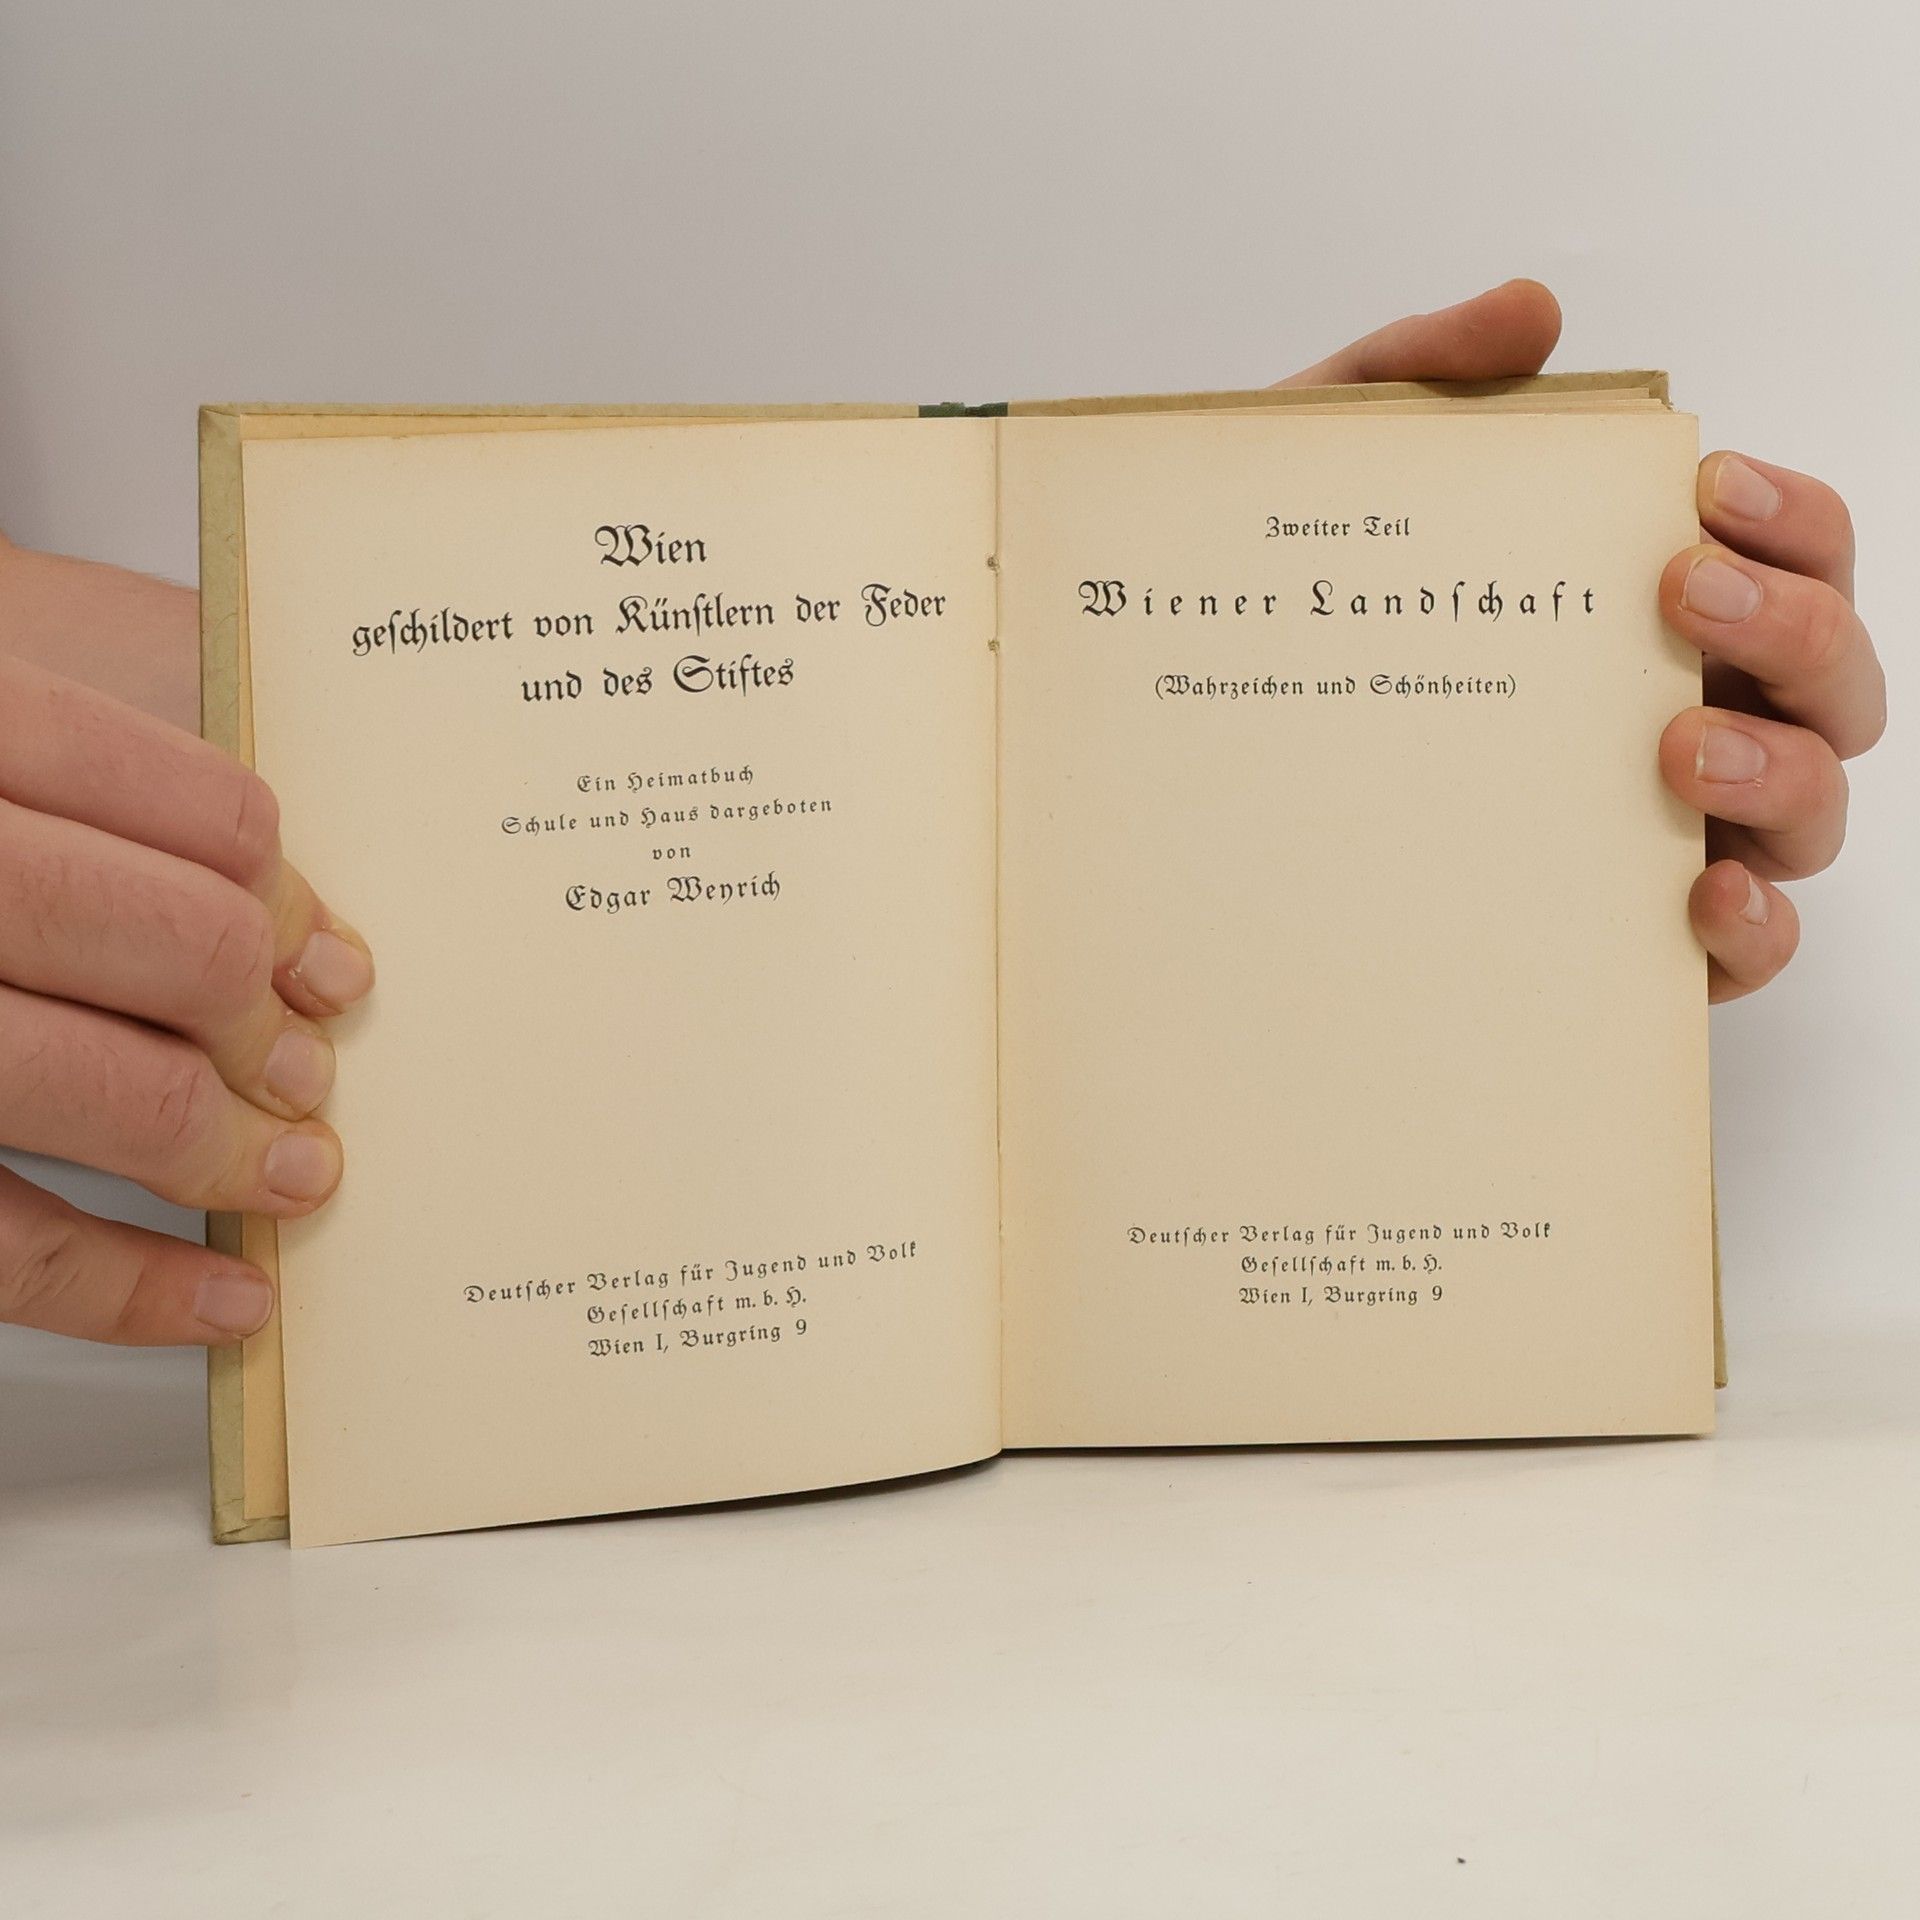 Wien
geſchildert von Künſtlern der Feder
und des Stiftes
Ein Heimatbuch
Schule und Haus dargeboten
von
Edgar Weyrich
Deutſcher Verlag für Jugend und Volk
Geſellſchaft m. b. H.
Wien I, Burgring 9
Zweiter Teil
Wiener Landſchaft
(Wahrzeichen und Schönheiten)
Deutſcher Verlag für Jugend und Volk
Geſellſchaft m. b. H.
Wien I, Burgring 9